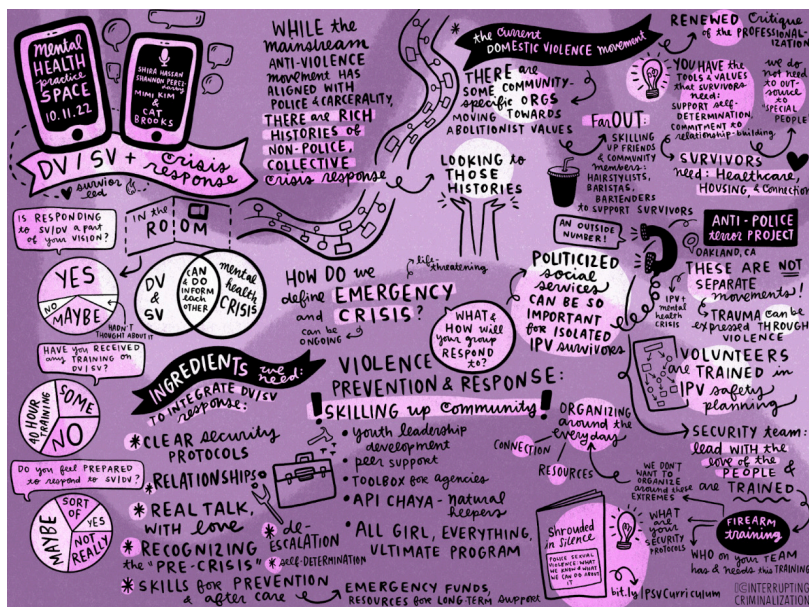 mental
HEALTH
practice
SPACE
10.11.22
SHIRA HASSAN
SHANNON PEREZ-
DARBY
MIMI KIM
&
CAT
BROOKS
DV/SV + crisis
response
survivor
led
WHILE the
mainstream
ANTI-VIOLENCE
movement HAS
ALIGNED WITH
POLICE & CARCERALITY,
THERE ARE RICH
HISTORIES OF
NON-POLICE,
COLLECTIVE
crisis response
LOOKING to
THOSE
HISTORIES
* the current
DOMESTIC VIOLENCE movement
THERE are
SOME COMMUNITY-
specific ORGS
MOVING TOWARDS
ABOLITIONIST VALUES
RENEWED Critique
of the PROFESSIONAL-
IZATION
YOU HAVE the
TOOLS & VALUES
that SURVIVORS
NEED:
SUPPORT self-
DETERMINATION,
COMMITMENT to
relationship-building
we do
not need
to OUT-
SOURCE to
SPECIAL
PEOPLE
FarOUT:
SKILLING
UP FRIENDS
& COMMUNITY
members:
HAIRSTYLISTS,
BARISTAS,
BARTENDERS
to SUPPORT SURVIVORS
SURVIVORS
need: Healthcare,
HOUSING, & Connection
IS RESPONDING
to SV/DV a part
of your VISION?
YES
NO
MAYBE
HADN'T
THOUGHT ABOUT IT
IN the
ROOM
DV
&
SV
CAN
& DO
INFORM
each
OTHER
mental
health
CRISIS
HOW DO we
define EMERGENCY
and CRISIS?
life-threatening
can be
ONGOING
WHAT &
HOW will
your group
RESPOND
to?
AN OUTSIDE
NUMBER!
POLITICIZED
social
services
CAN BE SO
IMPORTANT
for ISOLATED
IPV SURVIVORS
ANTI-POLICE
terror PROJECT
OAKLAND, CA
THESE ARE NOT
SEPARATE
movements!
IPV +
mental
health
CRISIS
TRAUMA can be
expressed THROUGH
VIOLENCE
VOLUNTEERS
are TRAINED in
IPV safety
planning
SECURITY team:
lead WITH the
LOVE of the
PEOPLE &
are TRAINED
FIREARM
training
WHO on your TEAM
has & needs this TRAINING
WHAT
ARE
YOUR
SECURITY
PROTOCOLS
WE DON'T
WANT TO
ORGANIZE
around these
EXTREMES
ORGANIZING
around the
everydays
CONNECTION
RESOURCES
HAVE you RECEIVED
any TRAINING on
DV/SV?
40 HOUR
TRAINING
SOME
NO
Do you feel PREPARED
to respond to SV/DV?
MAYBE
SORT
OF
YES
NOT
REALLY
INGREDIENTS we
need:
TO INTEGRATE DV/SV
response:
* CLEAR security
PROTOCOLS
* RELATIONSHIPS
* REAL TALK,
WITH love
* RECOGNIZING
the "PRE-CRISIS"
* de-
ESCALATION
* self-DETERMINATION
* SKILLS for PREVENTION
& after care
EMERGENCY FUNDS,
RESOURCES for LONG-TERM support
VIOLENCE
PREVENTION & RESPONSE:
! SKILLING up COMMUNITY!
• youth leadership
development
• peer support
• TOOLBOX for AGENCIES
• API CHAYA - Natural
helpers
• ALL GIRL, EVERYTHING,
ULTIMATE PROGRAM
Shrouded
in Silence
POLICE SEXUAL
VIOLENCE: WHAT
WE KNOW & WHAT
WE CAN DO ABOUT
IT
bit.ly/PSVCurriculum
INTERRUPTING
CRIMINALIZATION